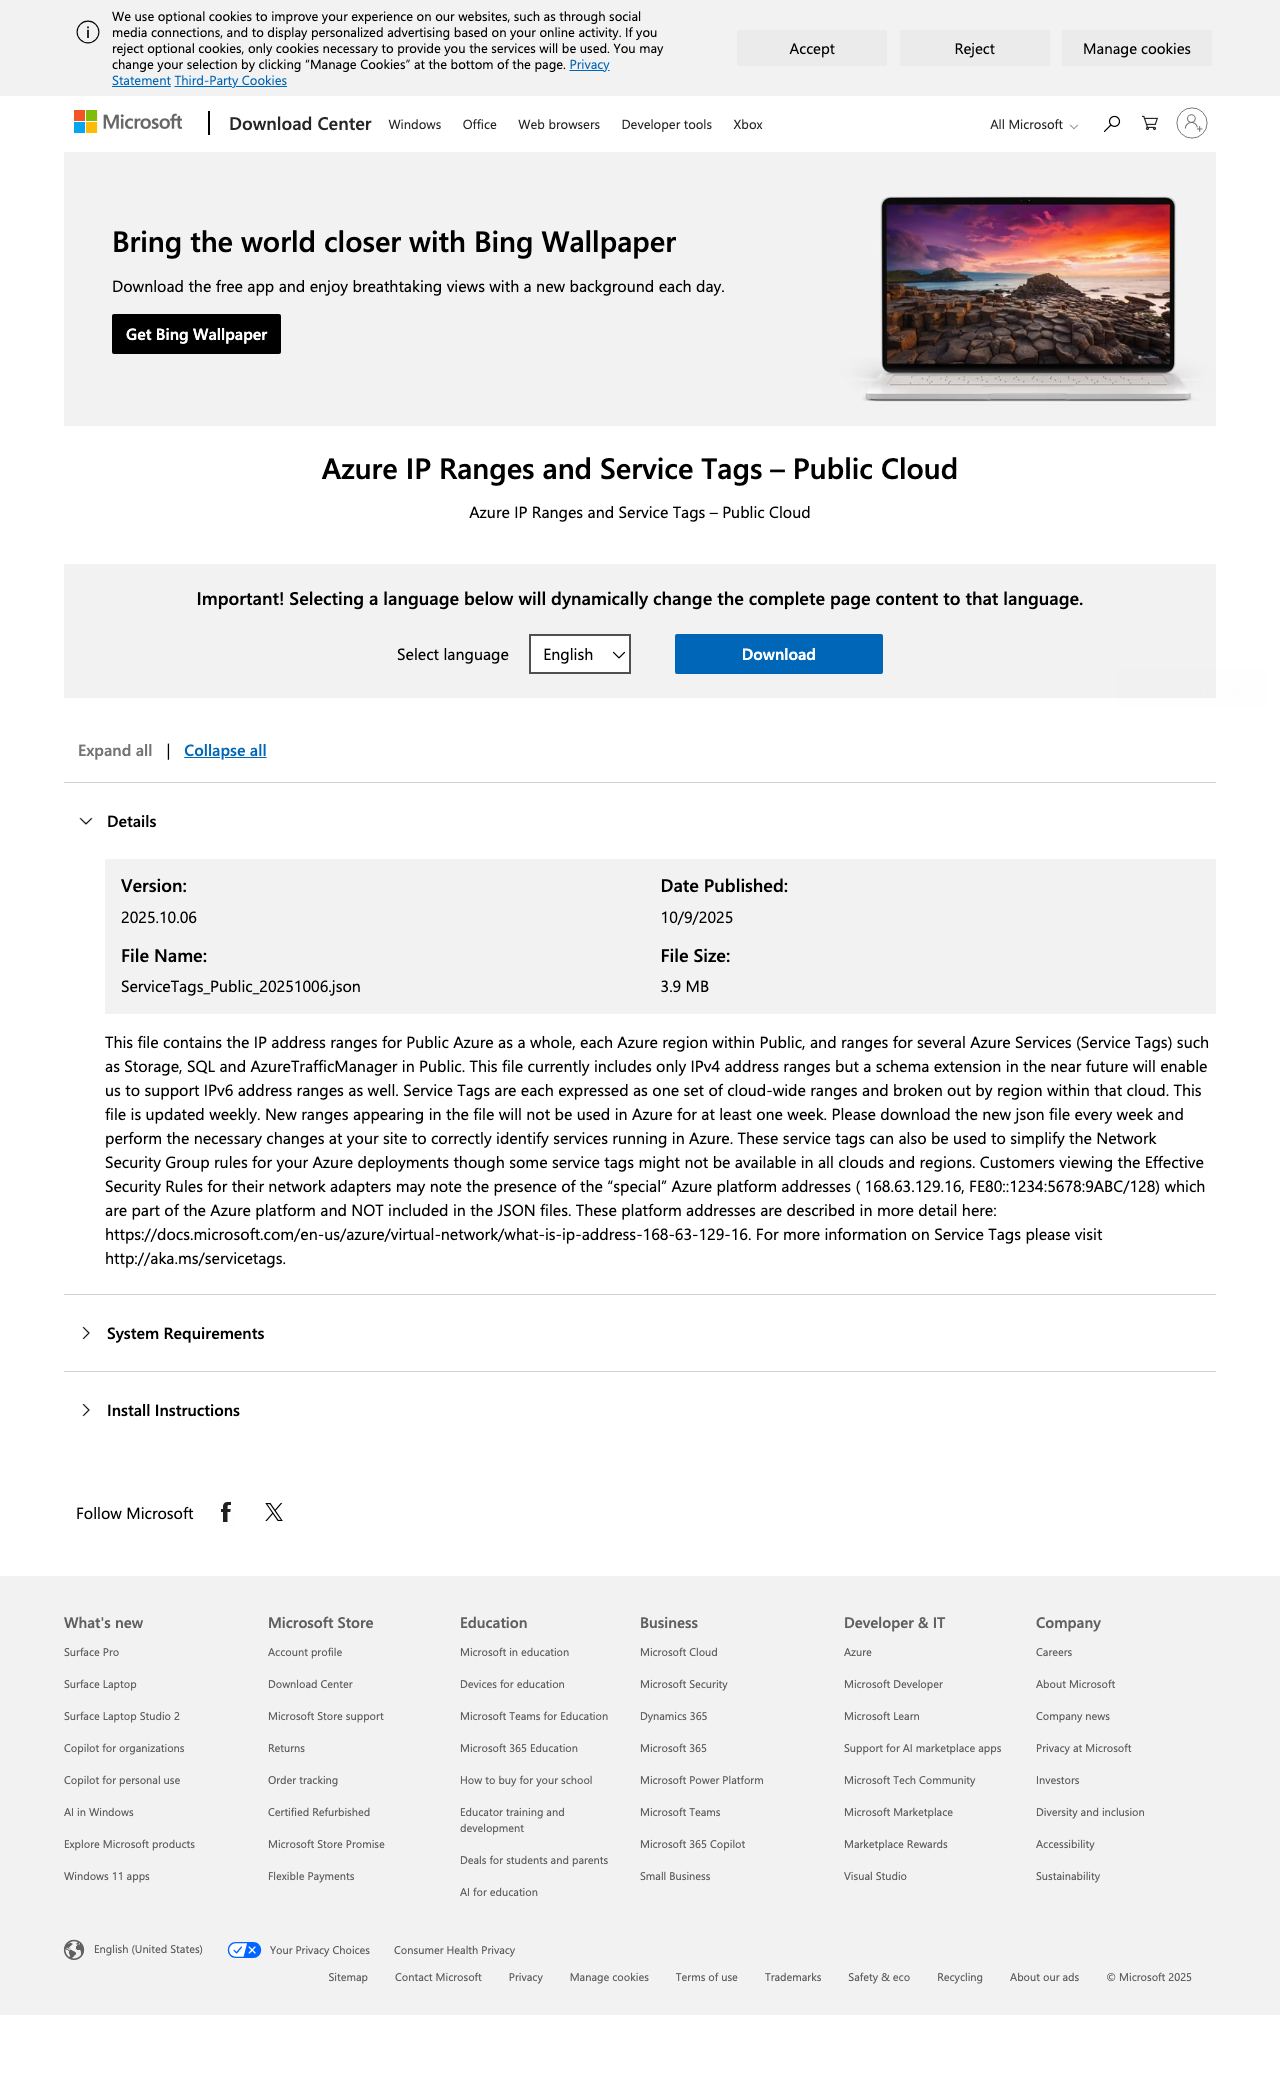 We use optional cookies to improve your experience on our websites, such as through social
media connections, and to display personalized advertising based on your online activity. If you
reject optional cookies, only cookies necessary to provide you the services will be used. You may
change your selection by clicking “Manage Cookies” at the bottom of the page. Privacy
Statement Third-Party Cookies
Accept
Reject
Manage cookies
Microsoft
Download Center
Windows
Office
Web browsers
Developer tools
Xbox
All Microsoft
Bring the world closer with Bing Wallpaper
Download the free app and enjoy breathtaking views with a new background each day.
Get Bing Wallpaper
Azure IP Ranges and Service Tags – Public Cloud
Azure IP Ranges and Service Tags – Public Cloud
Important! Selecting a language below will dynamically change the complete page content to that language.
Select language
English
Download
Expand all | Collapse all
Details
Version:
2025.10.06
Date Published:
10/9/2025
File Name:
ServiceTags_Public_20251006.json
File Size:
3.9 MB
This file contains the IP address ranges for Public Azure as a whole, each Azure region within Public, and ranges for several Azure Services (Service Tags) such
as Storage, SQL and AzureTrafficManager in Public. This file currently includes only IPv4 address ranges but a schema extension in the near future will enable
us to support IPv6 address ranges as well. Service Tags are each expressed as one set of cloud-wide ranges and broken out by region within that cloud. This
file is updated weekly. New ranges appearing in the file will not be used in Azure for at least one week. Please download the new json file every week and
perform the necessary changes at your site to correctly identify services running in Azure. These service tags can also be used to simplify the Network
Security Group rules for your Azure deployments though some service tags might not be available in all clouds and regions. Customers viewing the Effective
Security Rules for their network adapters may note the presence of the “special” Azure platform addresses ( 168.63.129.16, FE80::1234:5678:9ABC/128) which
are part of the Azure platform and NOT included in the JSON files. These platform addresses are described in more detail here:
https://docs.microsoft.com/en-us/azure/virtual-network/what-is-ip-address-168-63-129-16. For more information on Service Tags please visit
http://aka.ms/servicetags.
System Requirements
Install Instructions
Follow Microsoft
What's new
Surface Pro
Surface Laptop
Surface Laptop Studio 2
Copilot for organizations
Copilot for personal use
AI in Windows
Explore Microsoft products
Windows 11 apps
Microsoft Store
Account profile
Download Center
Microsoft Store support
Returns
Order tracking
Certified Refurbished
Microsoft Store Promise
Flexible Payments
Education
Microsoft in education
Devices for education
Microsoft Teams for Education
Microsoft 365 Education
How to buy for your school
Educator training and
development
Deals for students and parents
AI for education
Business
Microsoft Cloud
Microsoft Security
Dynamics 365
Microsoft 365
Microsoft Power Platform
Microsoft Teams
Microsoft 365 Copilot
Small Business
Developer & IT
Azure
Microsoft Developer
Microsoft Learn
Support for AI marketplace apps
Microsoft Tech Community
Microsoft Marketplace
Marketplace Rewards
Visual Studio
Company
Careers
About Microsoft
Company news
Privacy at Microsoft
Investors
Diversity and inclusion
Accessibility
Sustainability
English (United States)
Your Privacy Choices
Consumer Health Privacy
Sitemap
Contact Microsoft
Privacy
Manage cookies
Terms of use
Trademarks
Safety & eco
Recycling
About our ads
© Microsoft 2025